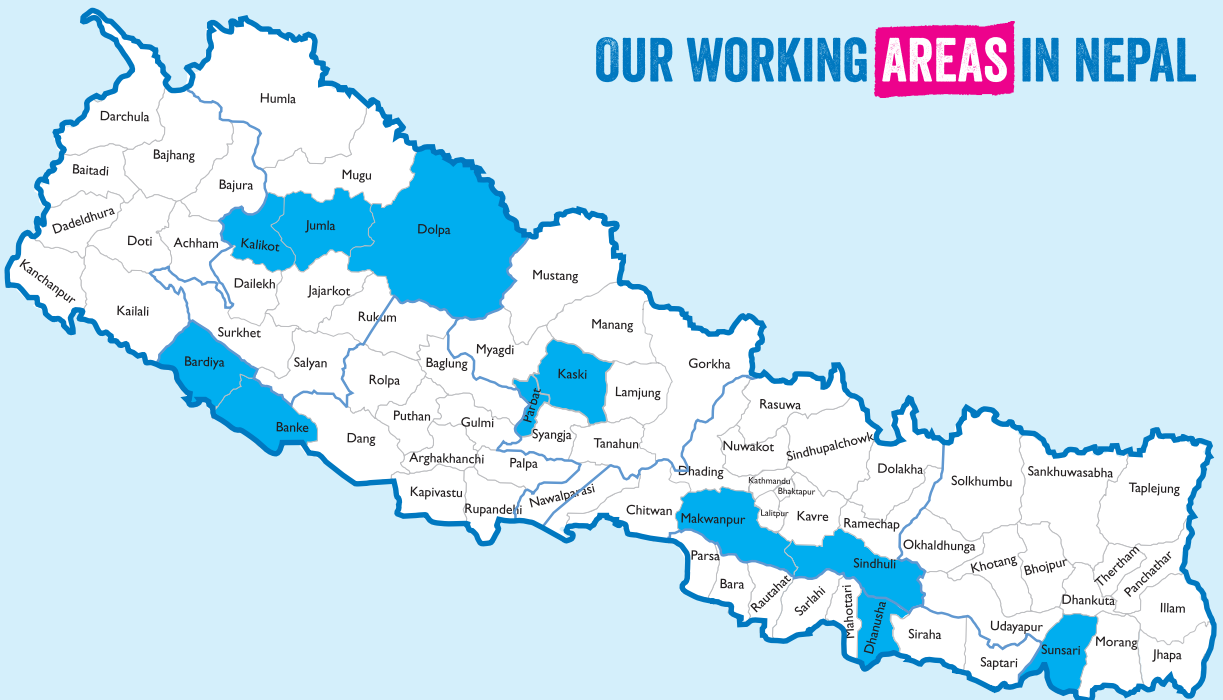 OUR WORKING AREAS IN NEPAL
Humla
Darchula
Bajhang
Baitadi
Mugu
Bajura
Dadeldhura
Jumla
Dolpa
Doti
Achham
Kalikot
Kanchanpur
Mustang
Dailekh
Jajarkot
Kailali
Rukum
Manang
Surkhet
Myagdi
Salyan
Baglung
Gorkha
Bardiya
Kaski
Rolpa
Lamjung
Parbat
Rasuwa
Puthan
Gulmi
Banke
Syangja
Dang
Tanahun
Nuwakot
Sindhupalchowk
Arghakhanchi
Palpa
Dhading
Dolakha
Sankhuwasabha
Kathmandu
Solkhumbu
Taplejung
Kapivastu
Nawalparasi
Bhaktapur
Rupandehi
Chitwan
Makwanpur
Lalitpur
Kavre
Ramechap
Okhaldhunga
Parsa
Sindhuli
Khotang
Bhojpur
Thertham
Panchathar
Bara
Rautahat
Sarlahi
Mahottari
Dhanusha
Dhankuta
Illam
Siraha
Udayapur
Sunsari
Morang
Saptari
Jhapa